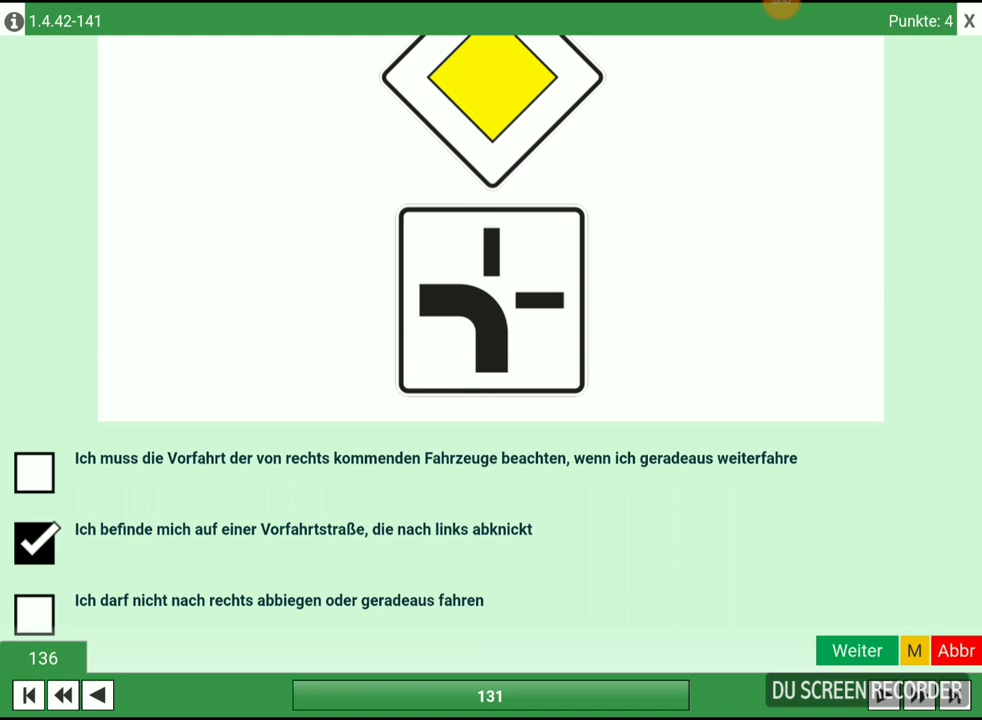 1.4.42-141 Punkte: 4 X
Ich muss die Vorfahrt der von rechts kommenden Fahrzeuge beachten, wenn ich geradeaus weiterfahre
Ich befinde mich auf einer Vorfahrtstraße, die nach links abknickt
Ich darf nicht nach rechts abbiegen oder geradeaus fahren
136 Weiter M Abbr
131 DU SCREEN RECORDER